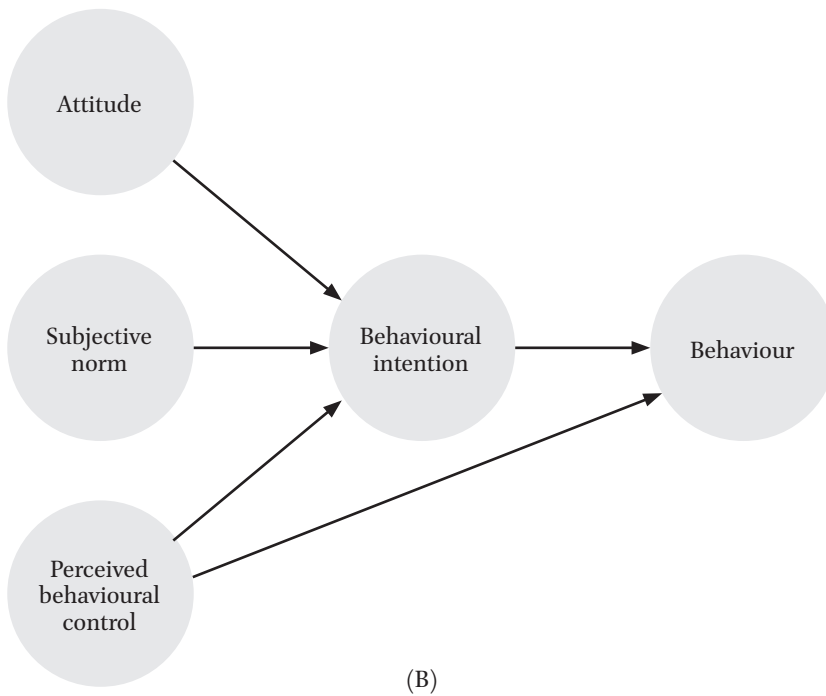 Attitude
Subjective
norm
Behavioural
intention
Behaviour
Perceived
behavioural
control
(B)